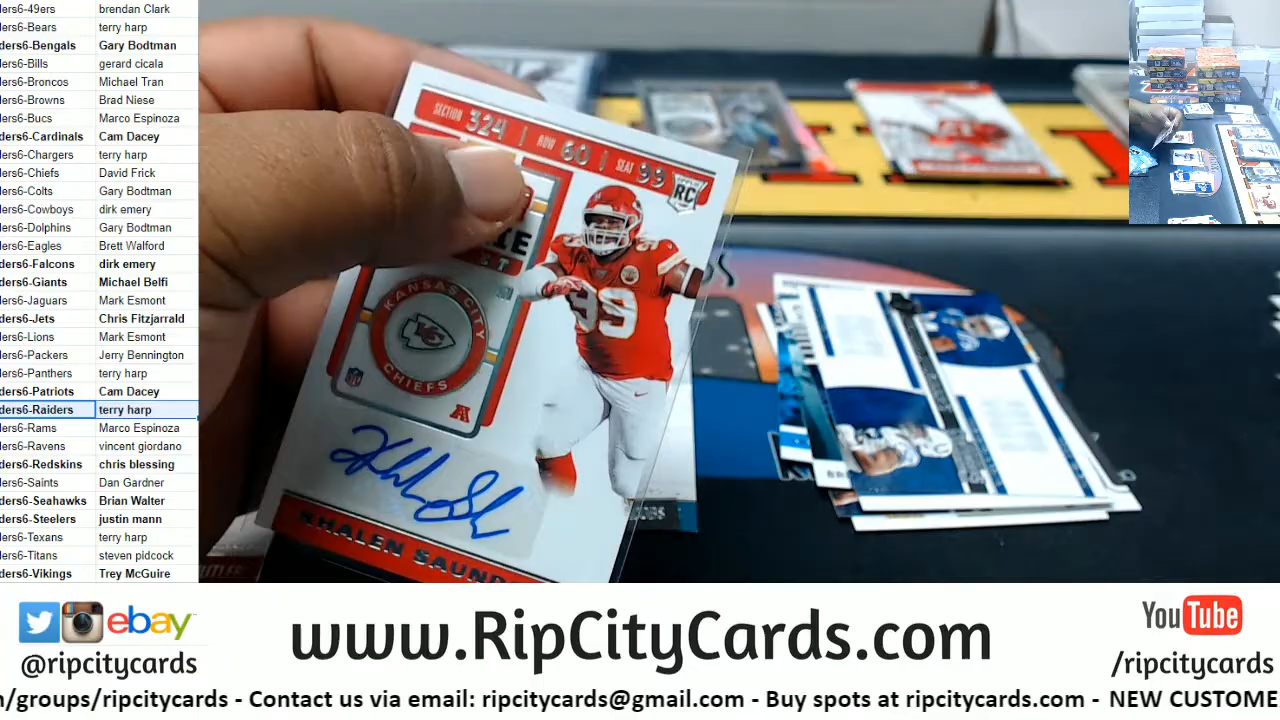 ders6-49ers brendan Clark
ders6-Bears terry harp
ders6-Bengals Gary Bodtman
ders6-Bills gerard cicala
ders6-Broncos Michael Tran
ders6-Browns Brad Niese
ders6-Bucs Marco Espinoza
ders6-Cardinals Cam Dacey
ders6-Chargers terry harp
ders6-Chiefs David Frick
ders6-Colts Gary Bodtman
ders6-Cowboys dirk emery
ders6-Dolphins Gary Bodtman
ders6-Eagles Brett Walford
ders6-Falcons dirk emery
ders6-Giants Michael Belfi
ders6-Jaguars Mark Esmont
ders6-Jets Chris Fitzjarrald
ders6-Lions Mark Esmont
ders6-Packers Jerry Bennington
ders6-Panthers terry harp
ders6-Patriots Cam Dacey
ders6-Raiders terry harp
ders6-Rams Marco Espinoza
ders6-Ravens vincent giordano
ders6-Redskins chris blessing
ders6-Saints Dan Gardner
ders6-Seahawks Brian Walter
ders6-Steelers justin mann
ders6-Texans terry harp
ders6-Titans steven pidcock
ders6-Vikings Trey McGuire
SECTION 324 | ROW 60 | SEAT 99
RC
99
KANSAS CITY
KC
CHIEFS
NFL
A
KHALEN SAUND
ebay
@ripcitycards
www.RipCityCards.com
YouTube
/ripcitycards
n/groups/ripcitycards - Contact us via email: ripcitycards@gmail.com - Buy spots at ripcitycards.com - NEW CUSTOME